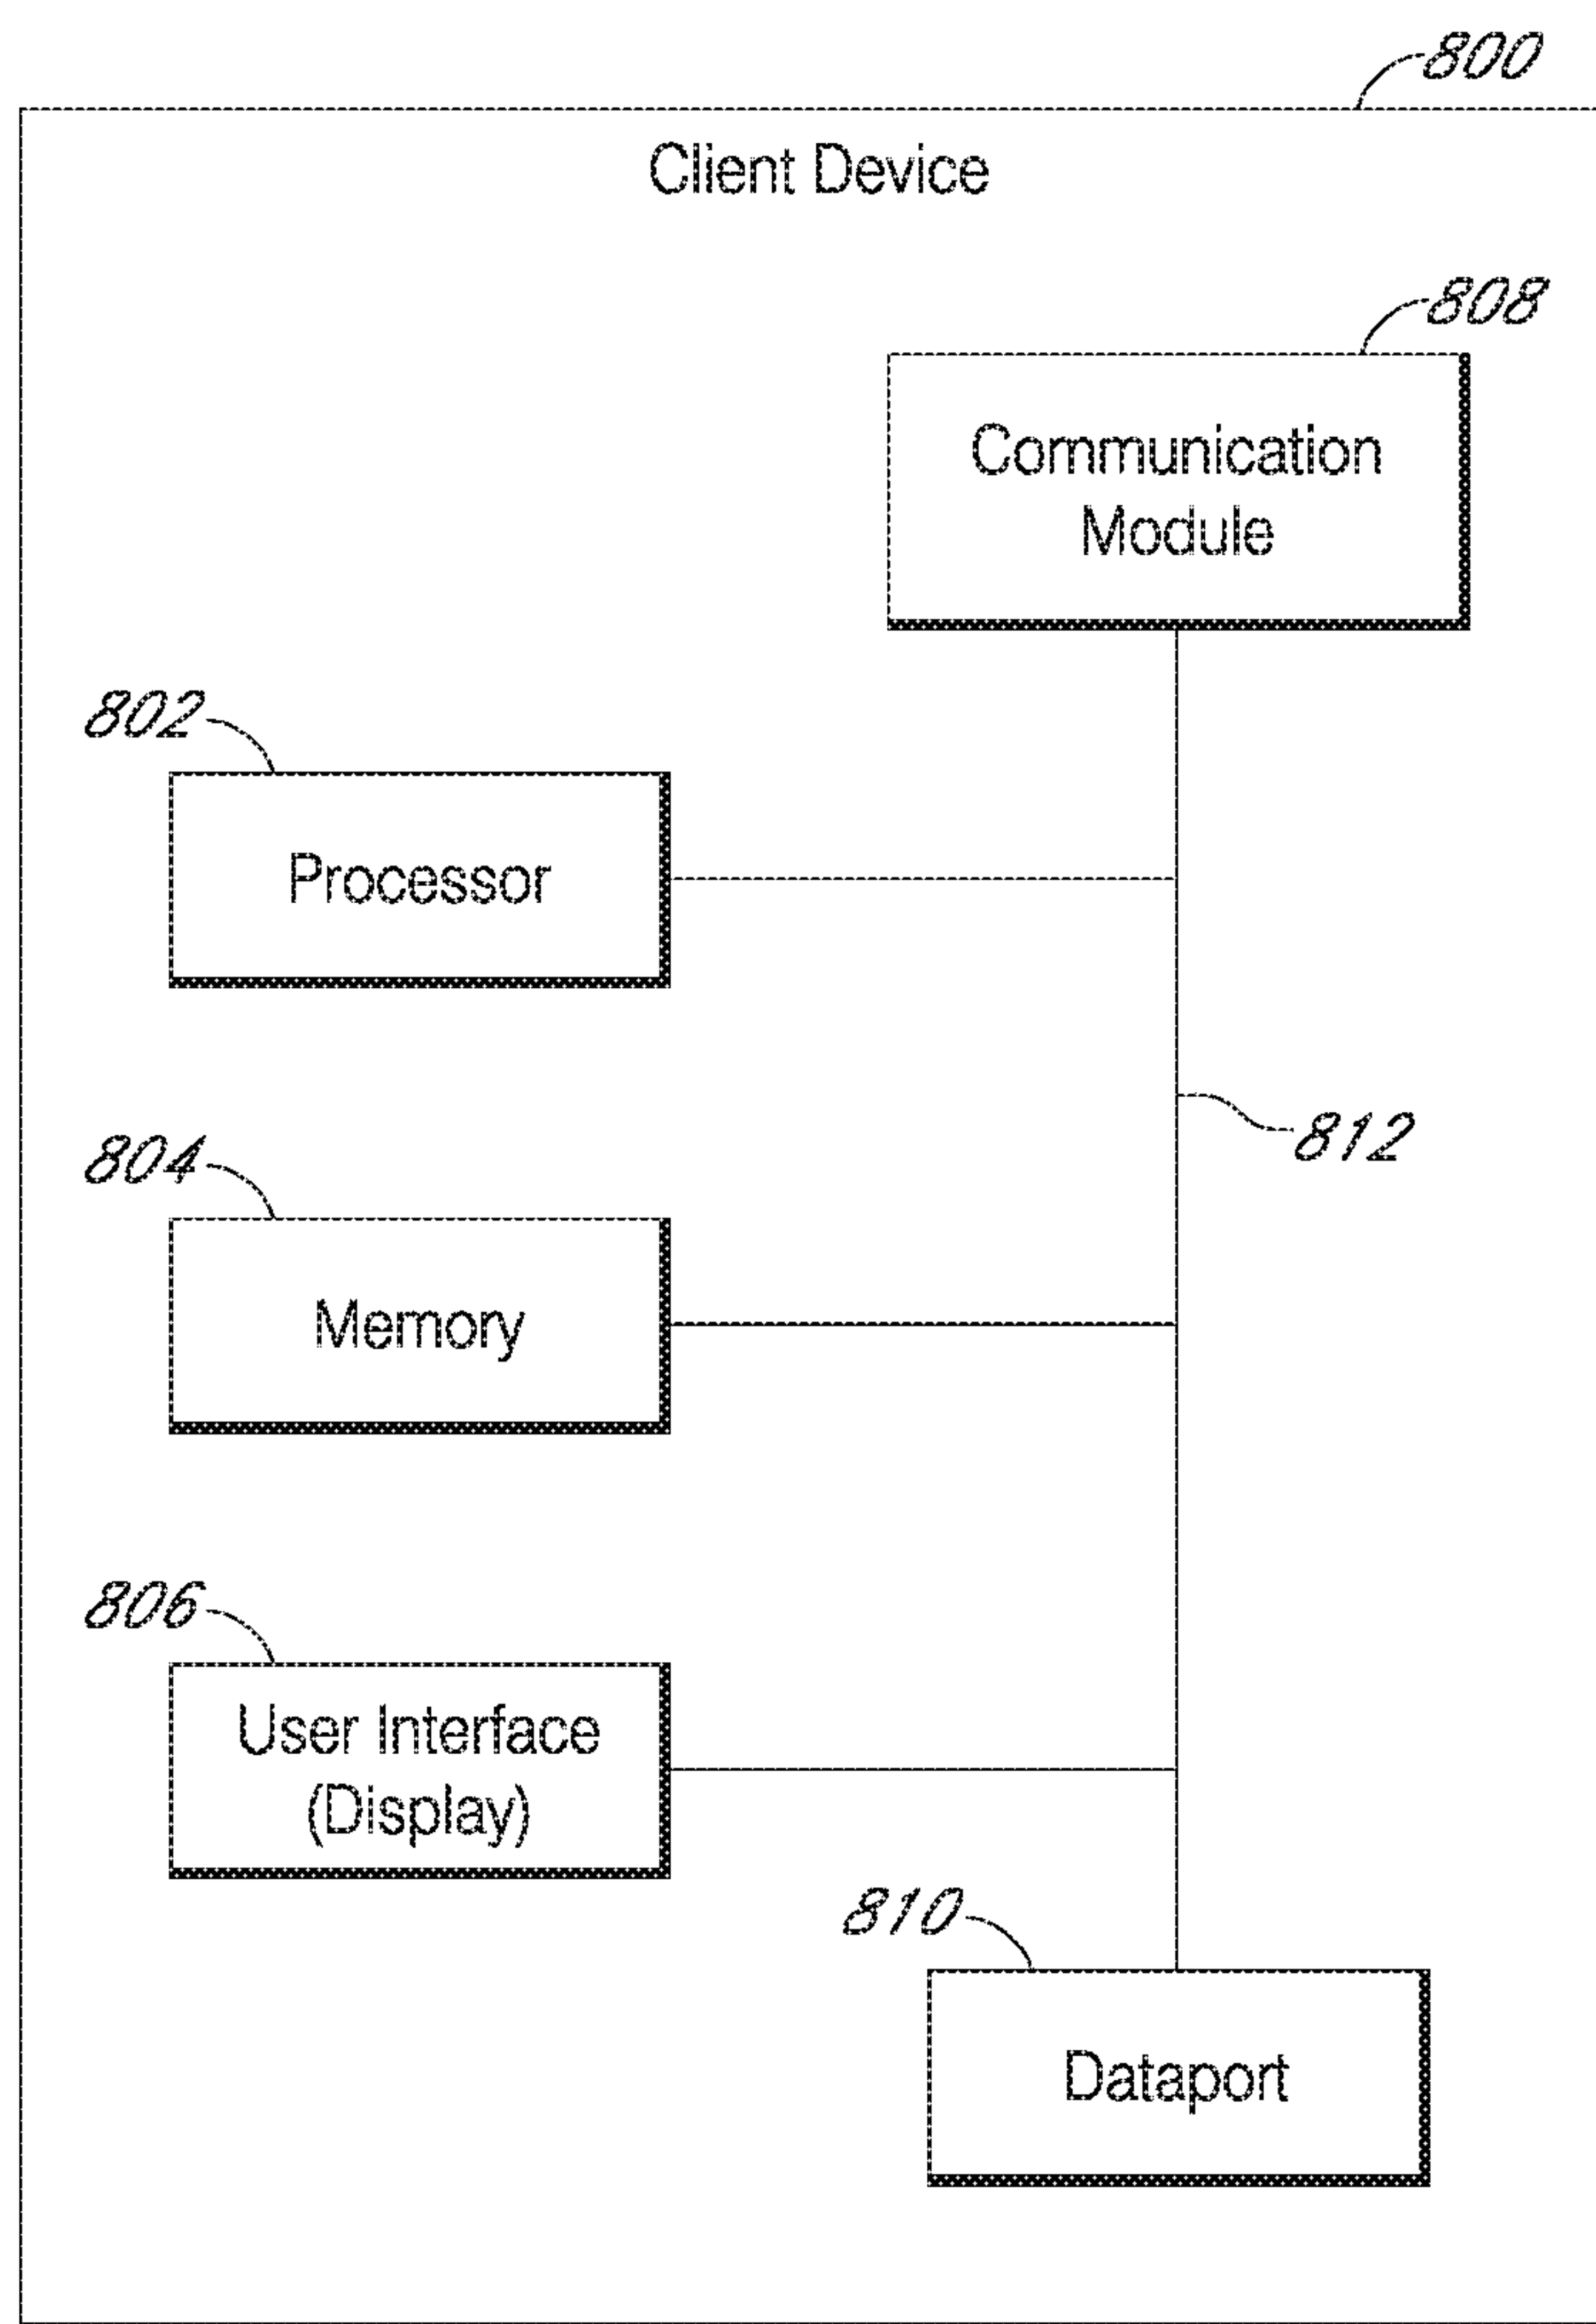 800
Client Device
808
Communication
Module
802
Processor
812
804
Memory
806
User Interface
(Display)
810
Dataport